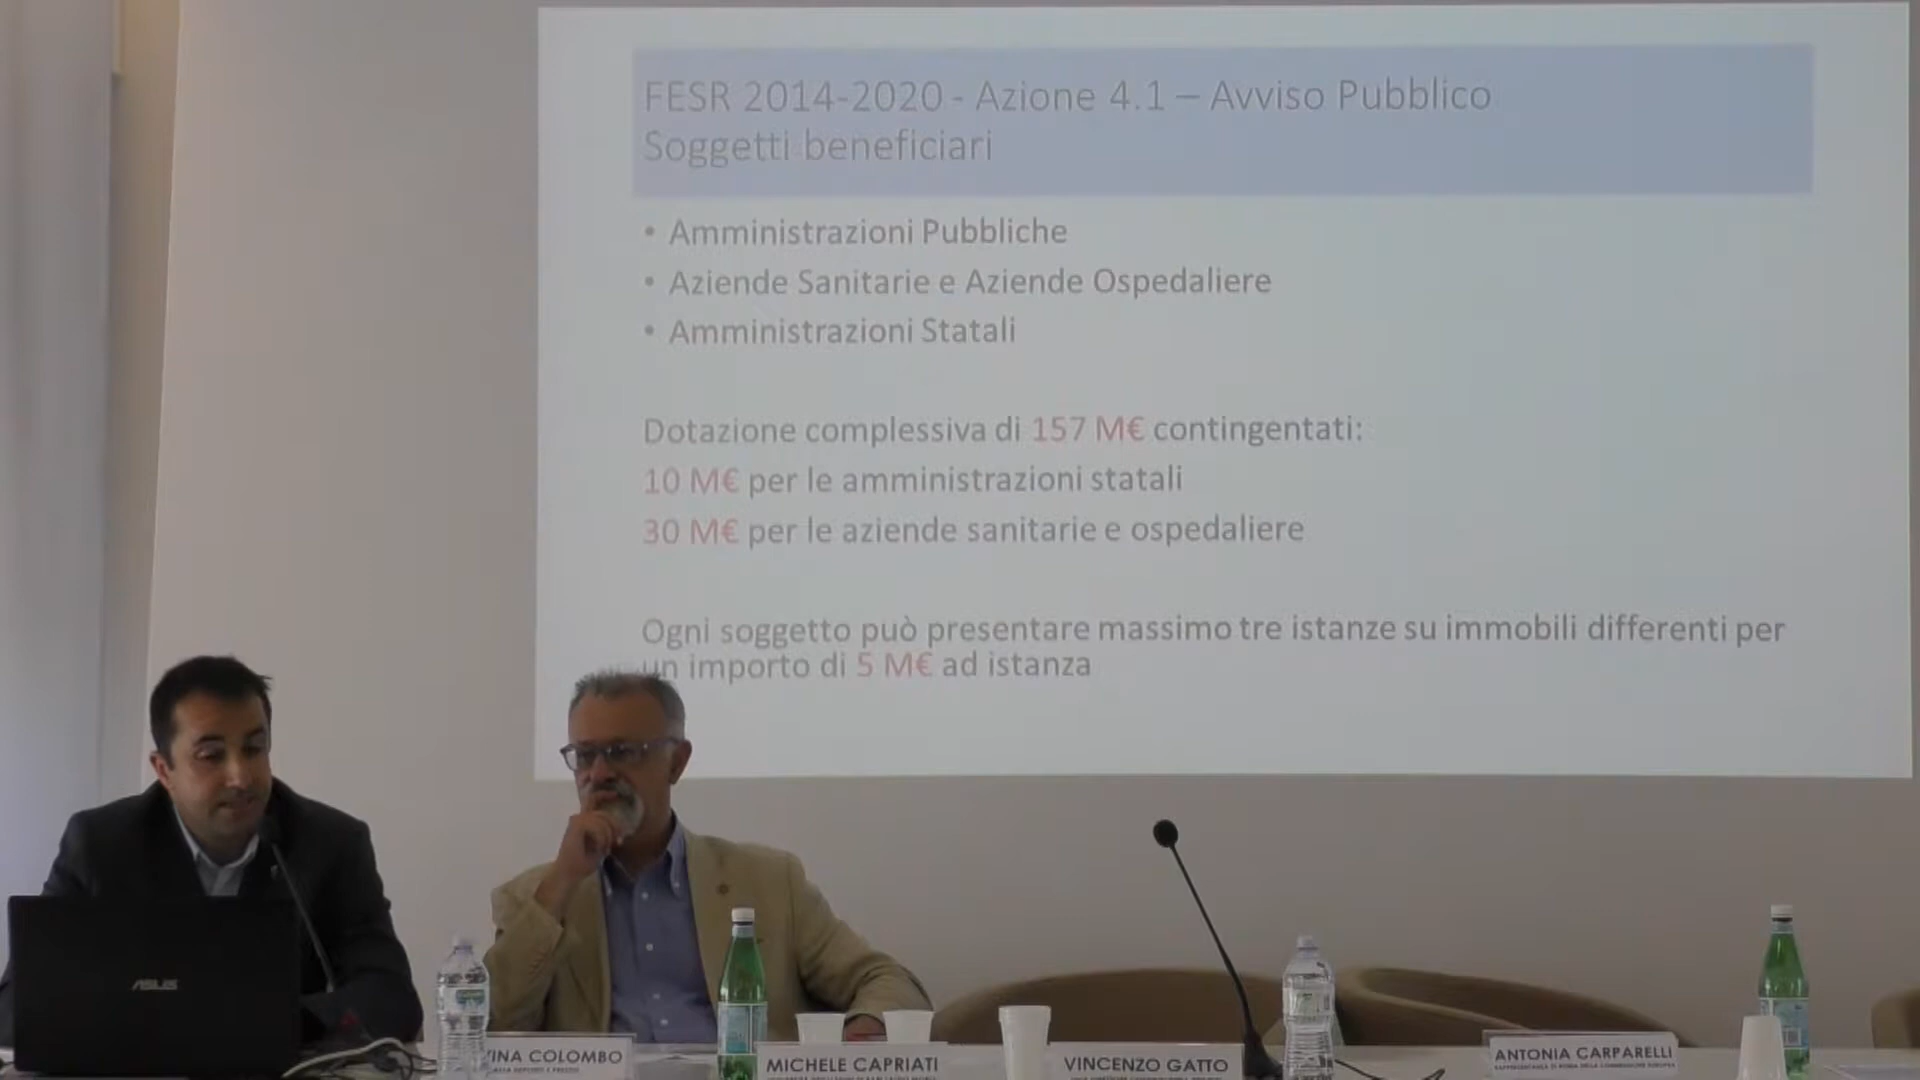 FESR 2014-2020 - Azione 4.1 – Avviso Pubblico
Soggetti beneficiari
• Amministrazioni Pubbliche
• Aziende Sanitarie e Aziende Ospedaliere
• Amministrazioni Statali
Dotazione complessiva di 157 M€ contingentati:
10 M€ per le amministrazioni statali
30 M€ per le aziende sanitarie e ospedaliere
Ogni soggetto può presentare massimo tre istanze su immobili differenti per
un importo di 5 M€ ad istanza
ASUS
COLOMBO
MICHELE CAPRIATI
VINCENZO GATTO
ANTONIA CARPARELLI